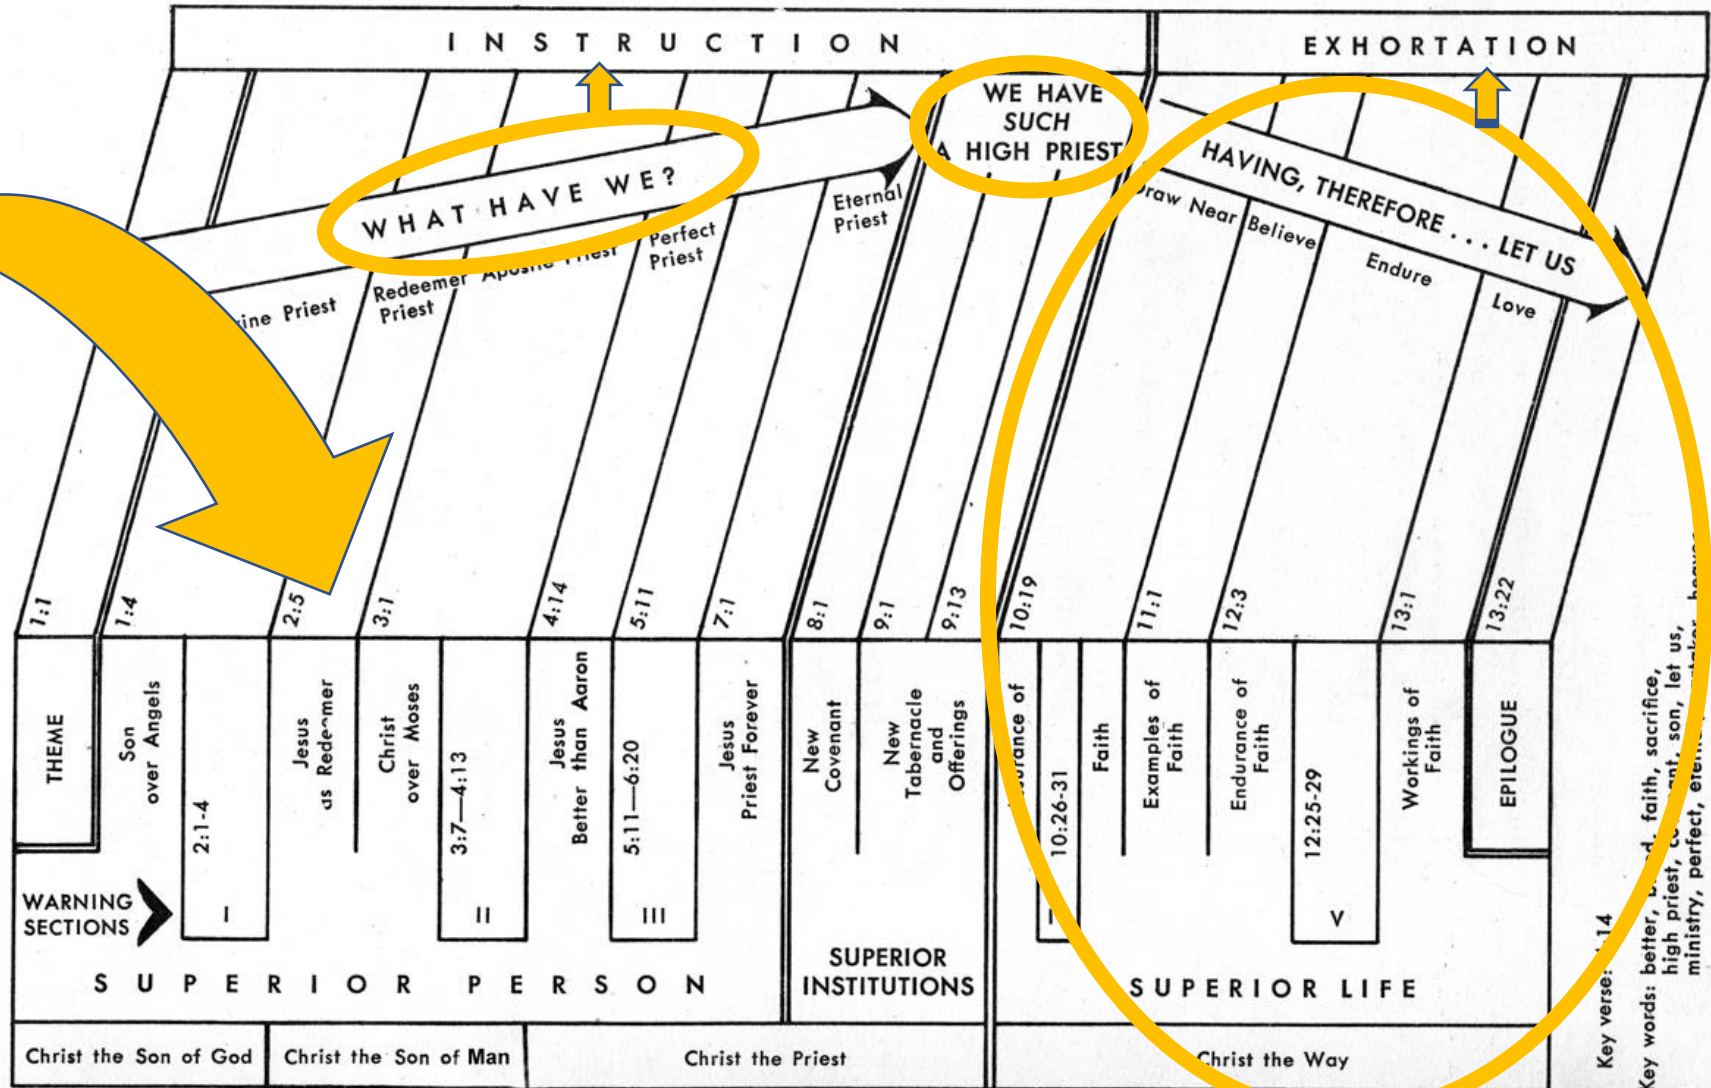 INSTRUCTION
EXHORTATION
WHAT HAVE WE?
WE HAVE
SUCH
A HIGH PRIEST
HAVING, THEREFORE . . . LET US
Priest
Redeemer
Priest
Perfect
Priest
Eternal
Priest
Draw Near
Believe
Endure
Love
1:1
1:4
2:5
3:1
4:14
5:11
7:1
8:1
9:1
9:13
10:19
11:1
12:3
13:1
13:22
THEME
Son
over Angels
2:1-4
I
Jesus
as Redeemer
Christ
over Moses
3:7—4:13
II
Jesus
Better than Aaron
5:11—6:20
III
Jesus
Priest Forever
New
Covenant
New
Tabernacle
and
Offerings
of
10:26-31
Faith
Examples of
Faith
Endurance of
Faith
12:25-29
V
Workings of
Faith
EPILOGUE
WARNING
SECTIONS
SUPERIOR PERSON
SUPERIOR
INSTITUTIONS
SUPERIOR LIFE
Christ the Son of God
Christ the Son of Man
Christ the Priest
Christ the Way
Key verse: :14
Key words: better, faith, sacrifice,
high priest, son, let us,
ministry, perfect,